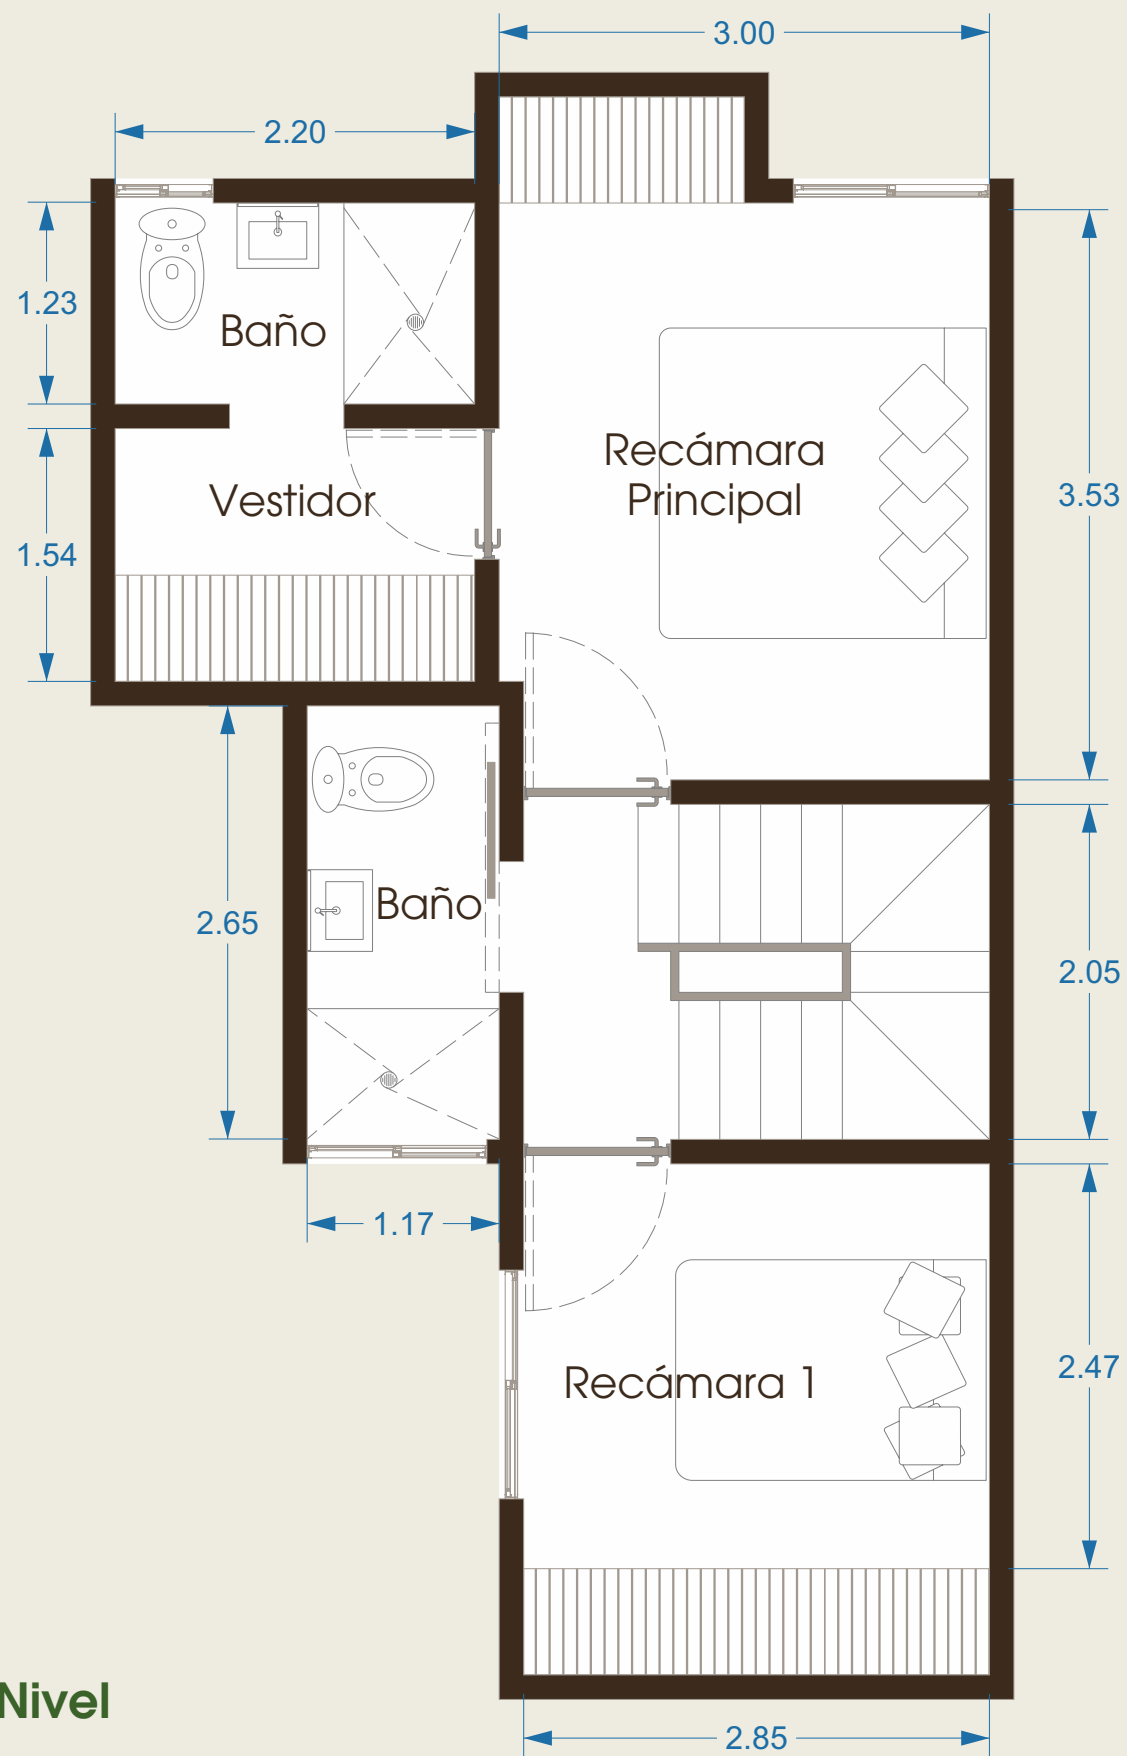 3.00
2.20
1.23
Baño
Recámara
Principal
3.53
Vestidor
1.54
2.65
Baño
2.05
1.17
2.47
Recámara 1
Nivel
2.85